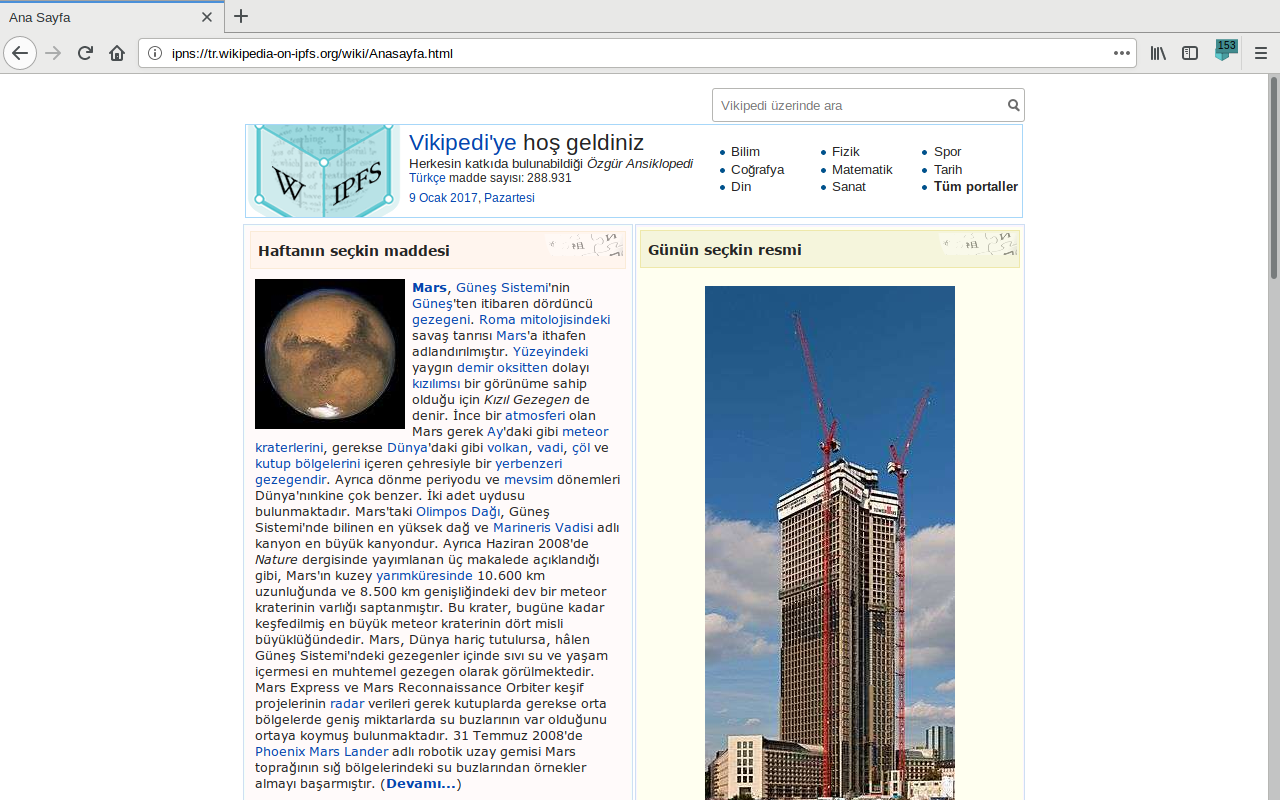 Ana Sayfa
ipns://tr.wikipedia-on-ipfs.org/wiki/Anasayfa.html
153
Vikipedi üzerinde ara
W IPFS
Vikipedi'ye hoş geldiniz
Herkesin katkıda bulunabildiği Özgür Ansiklopedi
Türkçe madde sayısı: 288.931
9 Ocak 2017, Pazartesi
Bilim
Coğrafya
Din
Fizik
Matematik
Sanat
Spor
Tarih
Tüm portaller
Haftanın seçkin maddesi
Mars, Güneş Sistemi'nin
Güneş'ten itibaren dördüncü
gezegeni. Roma mitolojisindeki
savaş tanrısı Mars'a ithafen
adlandırılmıştır. Yüzeyindeki
yaygın demir oksitten dolayı
kızılımsı bir görünüme sahip
olduğu için Kızıl Gezegen de
denir. İnce bir atmosferi olan
Mars gerek Ay'daki gibi meteor
kraterlerini, gerekse Dünya'daki gibi volkan, vadi, çöl ve
kutup bölgelerini içeren çehresiyle bir yerbenzeri
gezegendir. Ayrıca dönme periyodu ve mevsim dönemleri
Dünya'nınkine çok benzer. İki adet uydusu
bulunmaktadır. Mars'taki Olimpos Dağı, Güneş
Sistemi'nde bilinen en yüksek dağ ve Marineris Vadisi adlı
kanyon en büyük kanyondur. Ayrıca Haziran 2008'de
Nature dergisinde yayımlanan üç makalede açıklandığı
gibi, Mars'ın kuzey yarımküresinde 10.600 km
uzunluğunda ve 8.500 km genişliğindeki dev bir meteor
kraterinin varlığı saptanmıştır. Bu krater, bugüne kadar
keşfedilmiş en büyük meteor kraterinin dört misli
büyüklüğündedir. Mars, Dünya hariç tutulursa, hâlen
Güneş Sistemi'ndeki gezegenler içinde sıvı su ve yaşam
içermesi en muhtemel gezegen olarak görülmektedir.
Mars Express ve Mars Reconnaissance Orbiter keşif
projelerinin radar verileri gerek kutuplarda gerekse orta
bölgelerde geniş miktarlarda su buzlarının var olduğunu
ortaya koymuş bulunmaktadır. 31 Temmuz 2008'de
Phoenix Mars Lander adlı robotik uzay gemisi Mars
toprağının sığ bölgelerindeki su buzlarından örnekler
almayı başarmıştır. (Devamı...)
Günün seçkin resmi